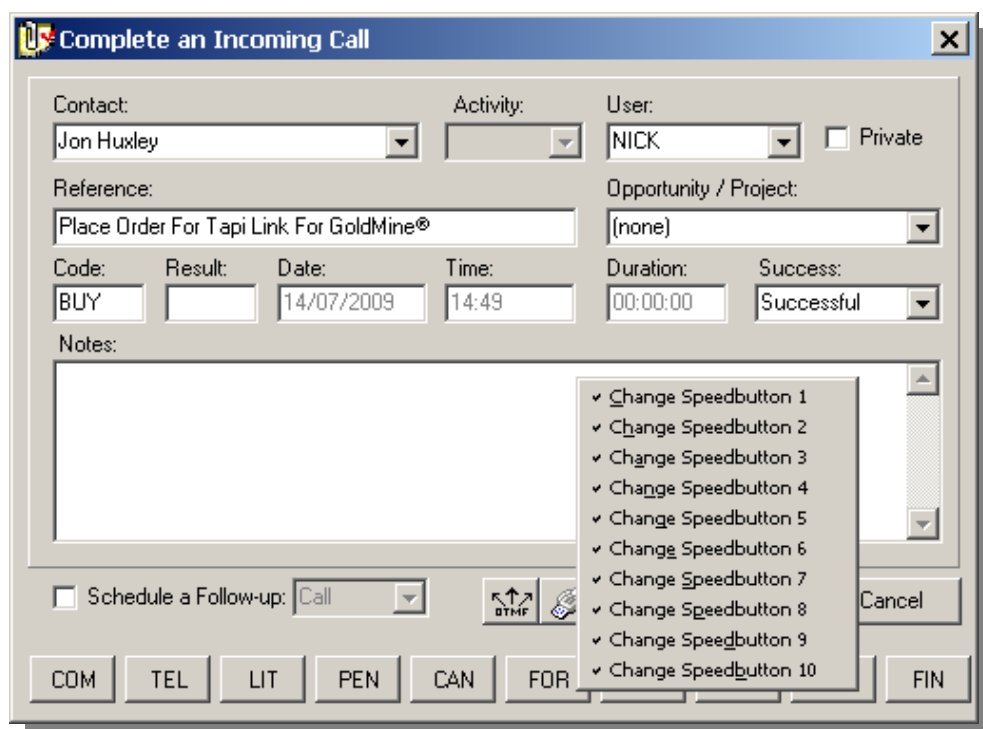 Complete an Incoming Call
Contact: Activity: User:
Jon Huxley NICK Private
Reference: Opportunity / Project:
Place Order For Tapi Link For GoldMine® (none)
Code: Result: Date: Time: Duration: Success:
BUY 14/07/2009 14:49 00:00:00 Successful
Notes:
Change Speedbutton 1
Change Speedbutton 2
Change Speedbutton 3
Change Speedbutton 4
Change Speedbutton 5
Change Speedbutton 6
Change Speedbutton 7
Change Speedbutton 8
Change Speedbutton 9
Change Speedbutton 10
Schedule a Follow-up: Call DTMF Cancel
COM TEL LIT PEN CAN FOR FIN